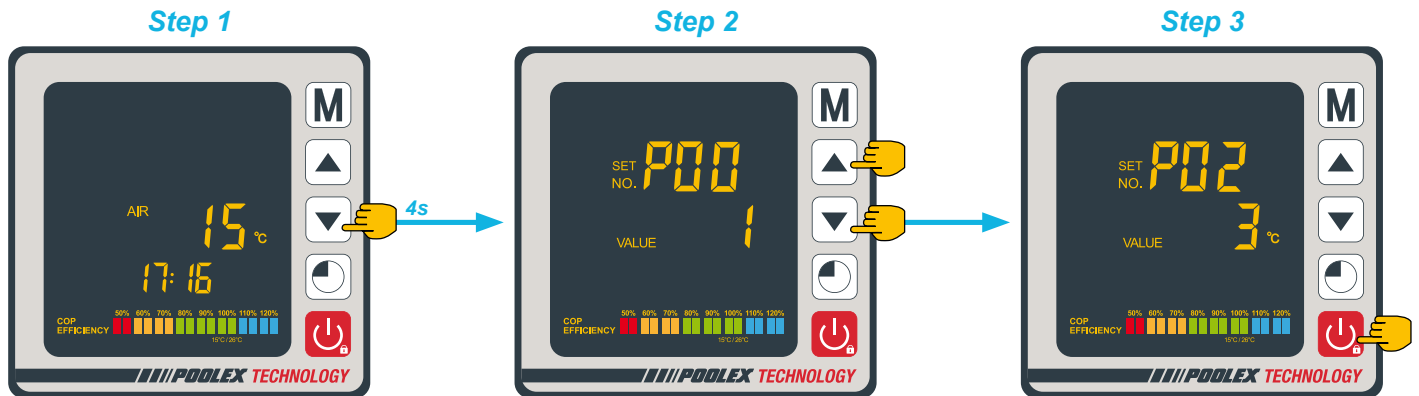 Step 1
Step 2
Step 3
M
AIR 15 °C
17:16
COP EFFICIENCY
50% 60% 70% 80% 90% 100% 110% 120%
15°C / 26°C
POOLEX TECHNOLOGY
4s
M
SET NO. P00
VALUE 1
COP EFFICIENCY
50% 60% 70% 80% 90% 100% 110% 120%
15°C / 26°C
POOLEX TECHNOLOGY
M
SET NO. P02
VALUE 3 °C
COP EFFICIENCY
50% 60% 70% 80% 90% 100% 110% 120%
15°C / 26°C
POOLEX TECHNOLOGY